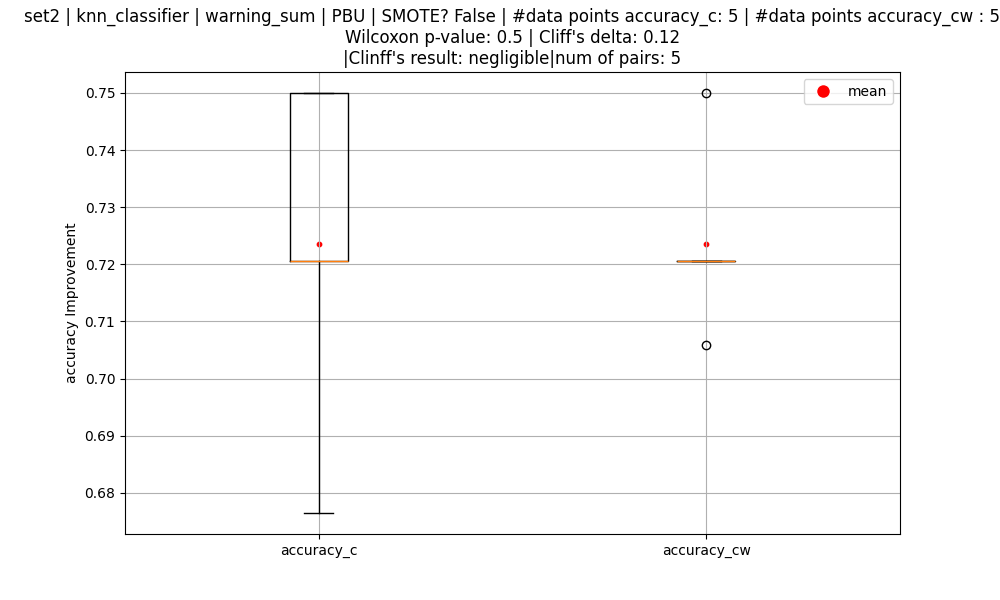 set2 | knn_classifier | warning_sum | PBU | SMOTE? False | #data points accuracy_c: 5 | #data points accuracy_cw : 5
Wilcoxon p-value: 0.5 | Cliff's delta: 0.12
|Clinff's result: negligible|num of pairs: 5
mean
accuracy Improvement
0.75
0.74
0.73
0.72
0.71
0.70
0.69
0.68
accuracy_c
accuracy_cw